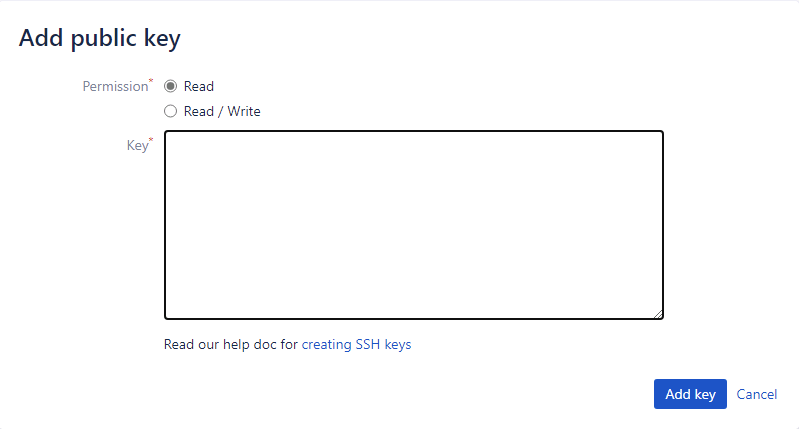 Add public key
Permission*
Read
Read / Write
Key*
Read our help doc for creating SSH keys
Add key Cancel